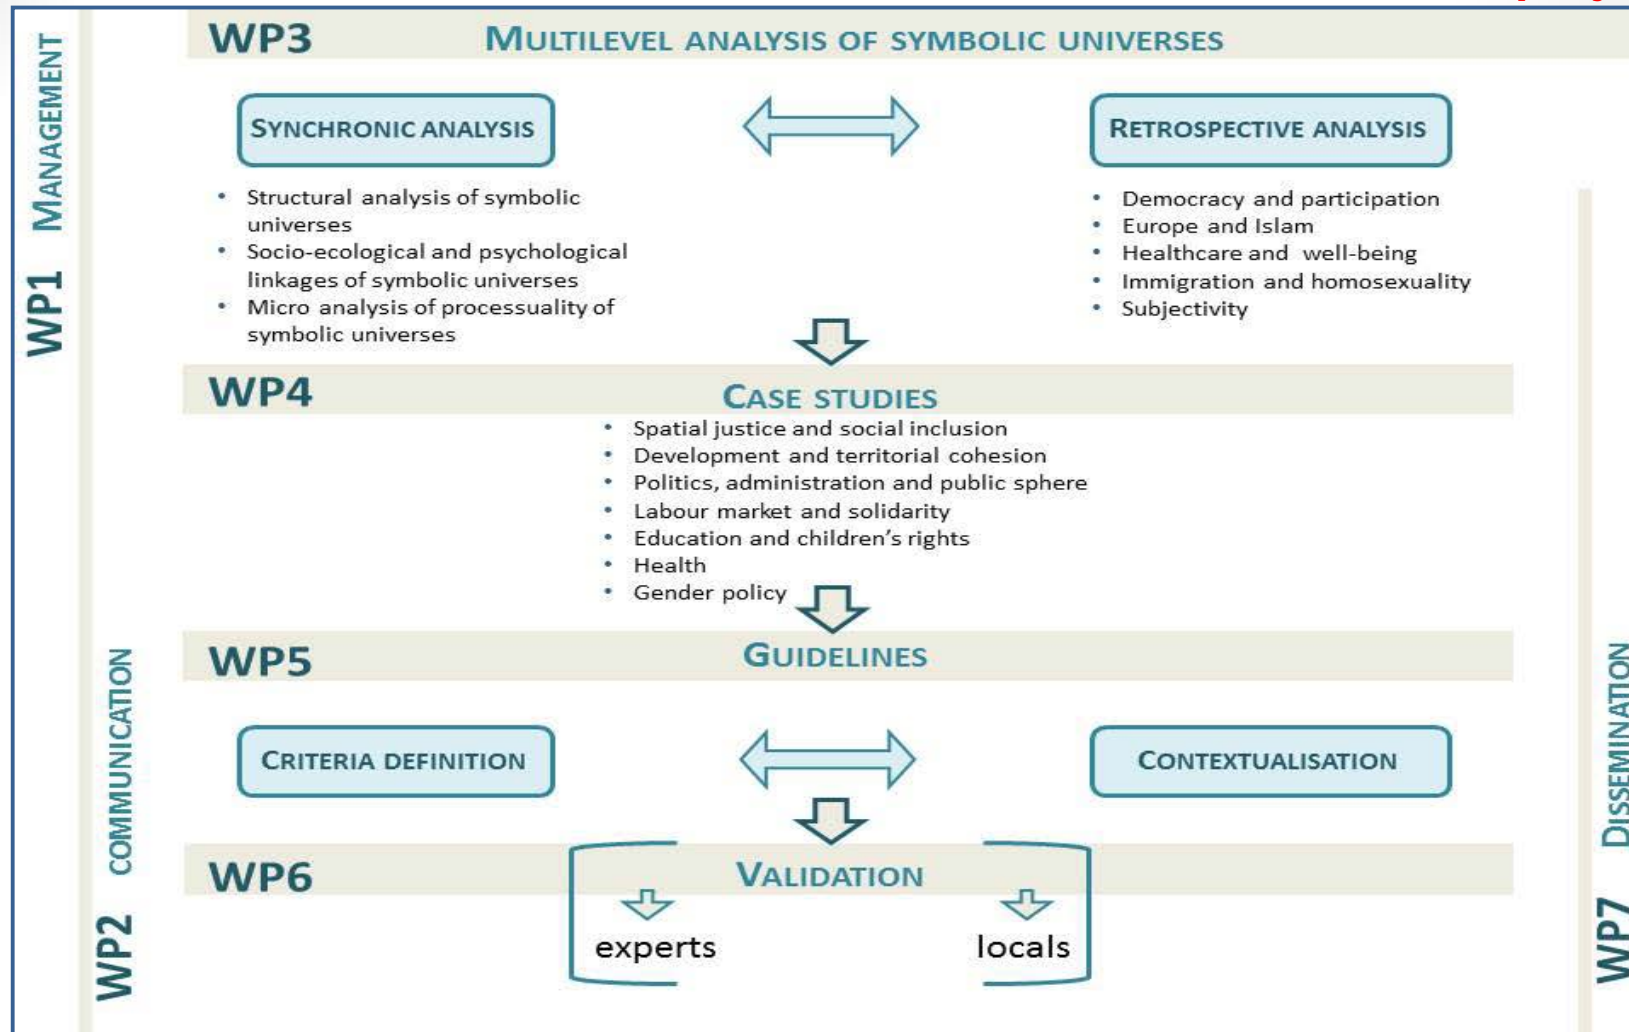 WP1 MANAGEMENT
WP2 COMMUNICATION
WP3 MULTILEVEL ANALYSIS OF SYMBOLIC UNIVERSES
SYNCHRONIC ANALYSIS
• Structural analysis of symbolic
universes
• Socio-ecological and psychological
linkages of symbolic universes
• Micro analysis of processuality of
symbolic universes
RETROSPECTIVE ANALYSIS
• Democracy and participation
• Europe and Islam
• Healthcare and well-being
• Immigration and homosexuality
• Subjectivity
WP4 CASE STUDIES
• Spatial justice and social inclusion
• Development and territorial cohesion
• Politics, administration and public sphere
• Labour market and solidarity
• Education and children’s rights
• Health
• Gender policy
WP5 GUIDELINES
CRITERIA DEFINITION
CONTEXTUALISATION
WP6 VALIDATION
experts
locals
WP7 DISSEMINATION